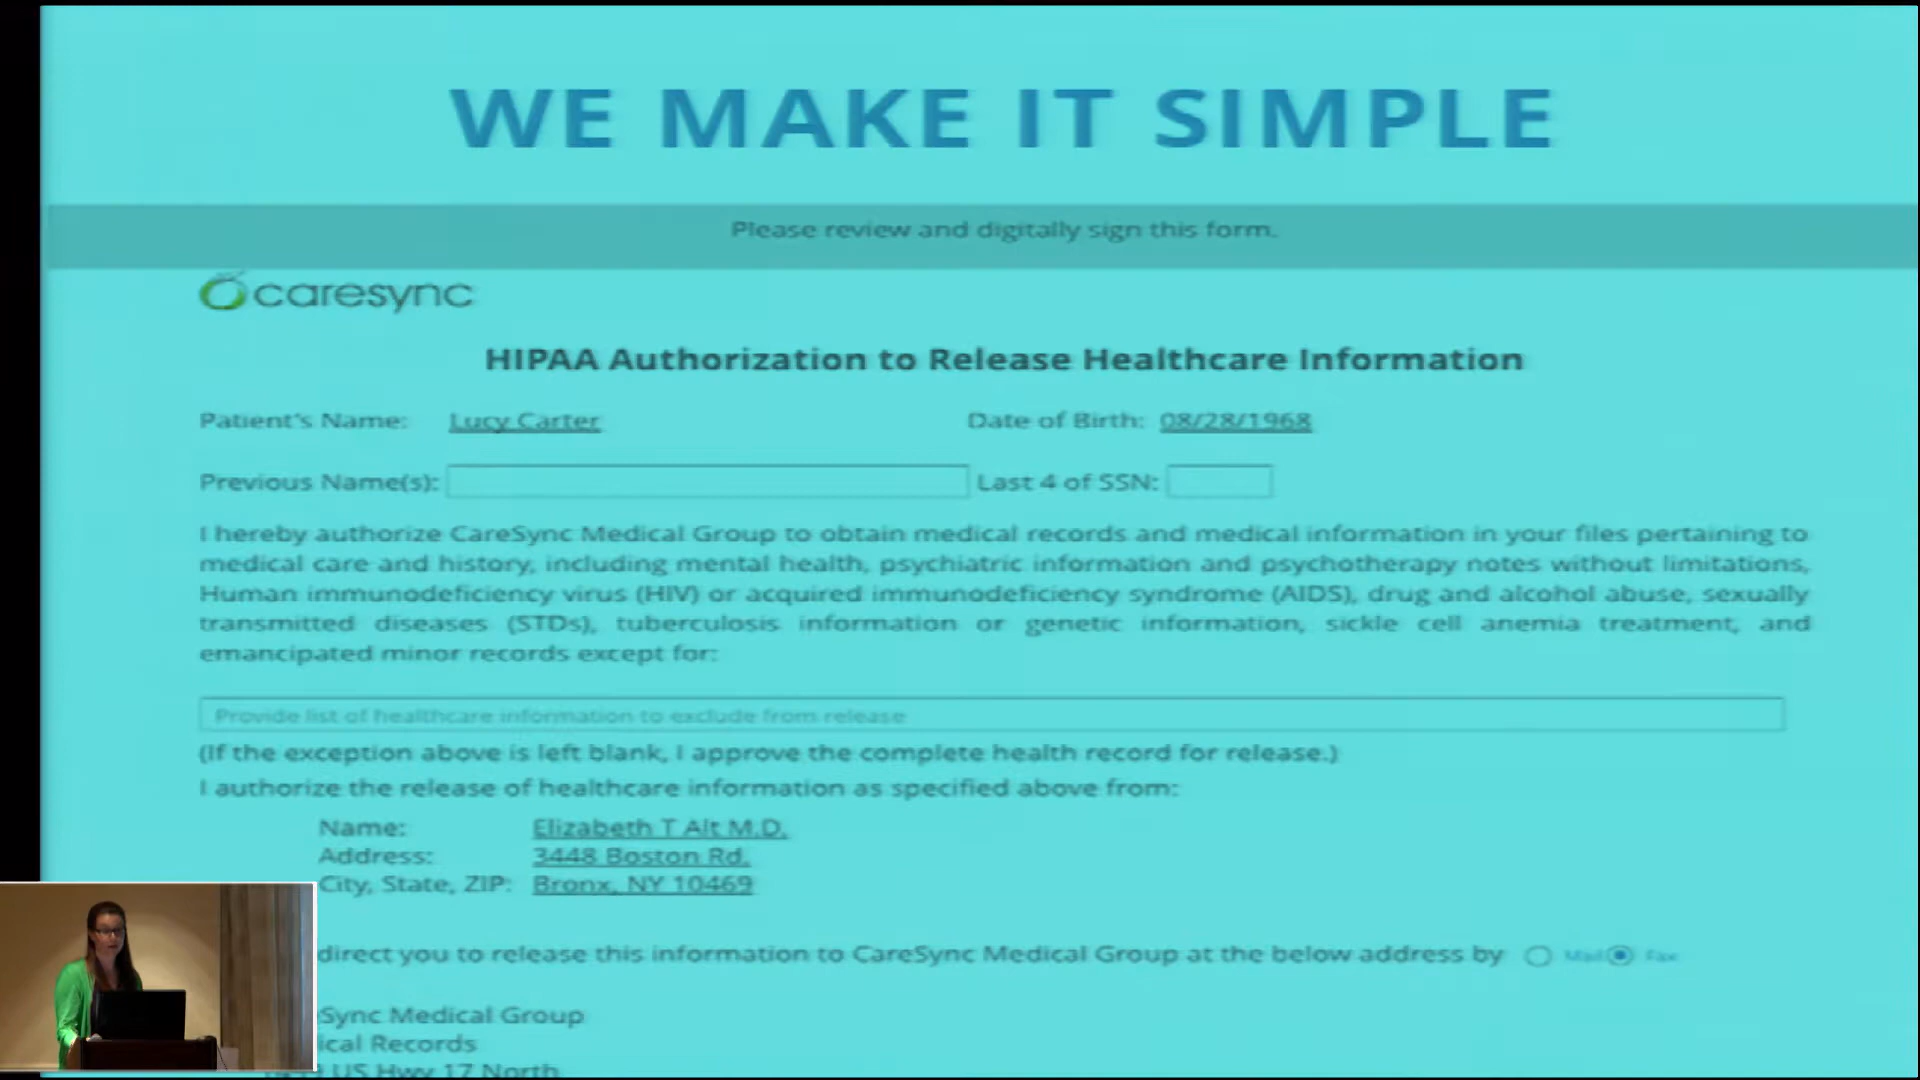 WE MAKE IT SIMPLE
Please review and digitally sign this form.
caresync
HIPAA Authorization to Release Healthcare Information
Patient's Name: Lucy Carter Date of Birth: 08/28/1968
Previous Name(s): Last 4 of SSN:
I hereby authorize CareSync Medical Group to obtain medical records and medical information in your files pertaining to
medical care and history, including mental health, psychiatric information and psychotherapy notes without limitations,
Human immunodeficiency virus (HIV) or acquired immunodeficiency syndrome (AIDS), drug and alcohol abuse, sexually
transmitted diseases (STDs), tuberculosis information or genetic information, sickle cell anemia treatment, and
emancipated minor records except for:
Provide list of healthcare information to exclude from release
(If the exception above is left blank, I approve the complete health record for release.)
I authorize the release of healthcare information as specified above from:
Name: Elizabeth T Alt M.D.
Address: 3448 Boston Rd.
City, State, ZIP: Bronx, NY 10469
direct you to release this information to CareSync Medical Group at the below address by Mail Fax
Sync Medical Group
ical Records
US Hwy 17 North